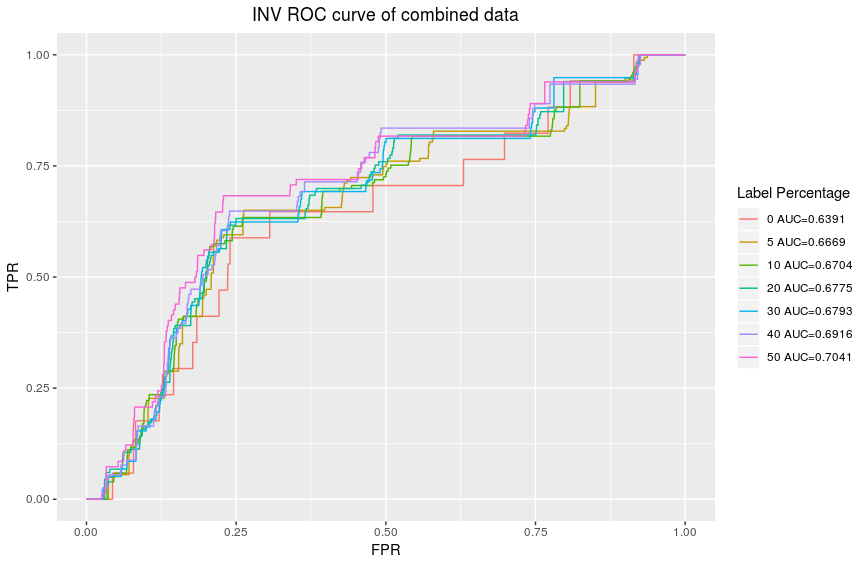 INV ROC curve of combined data
1.00
0.75
0.50
0.25
0.00
TPR
0.00 0.25 0.50 0.75 1.00
FPR
Label Percentage
0 AUC=0.6391
5 AUC=0.6669
10 AUC=0.6704
20 AUC=0.6775
30 AUC=0.6793
40 AUC=0.6916
50 AUC=0.7041